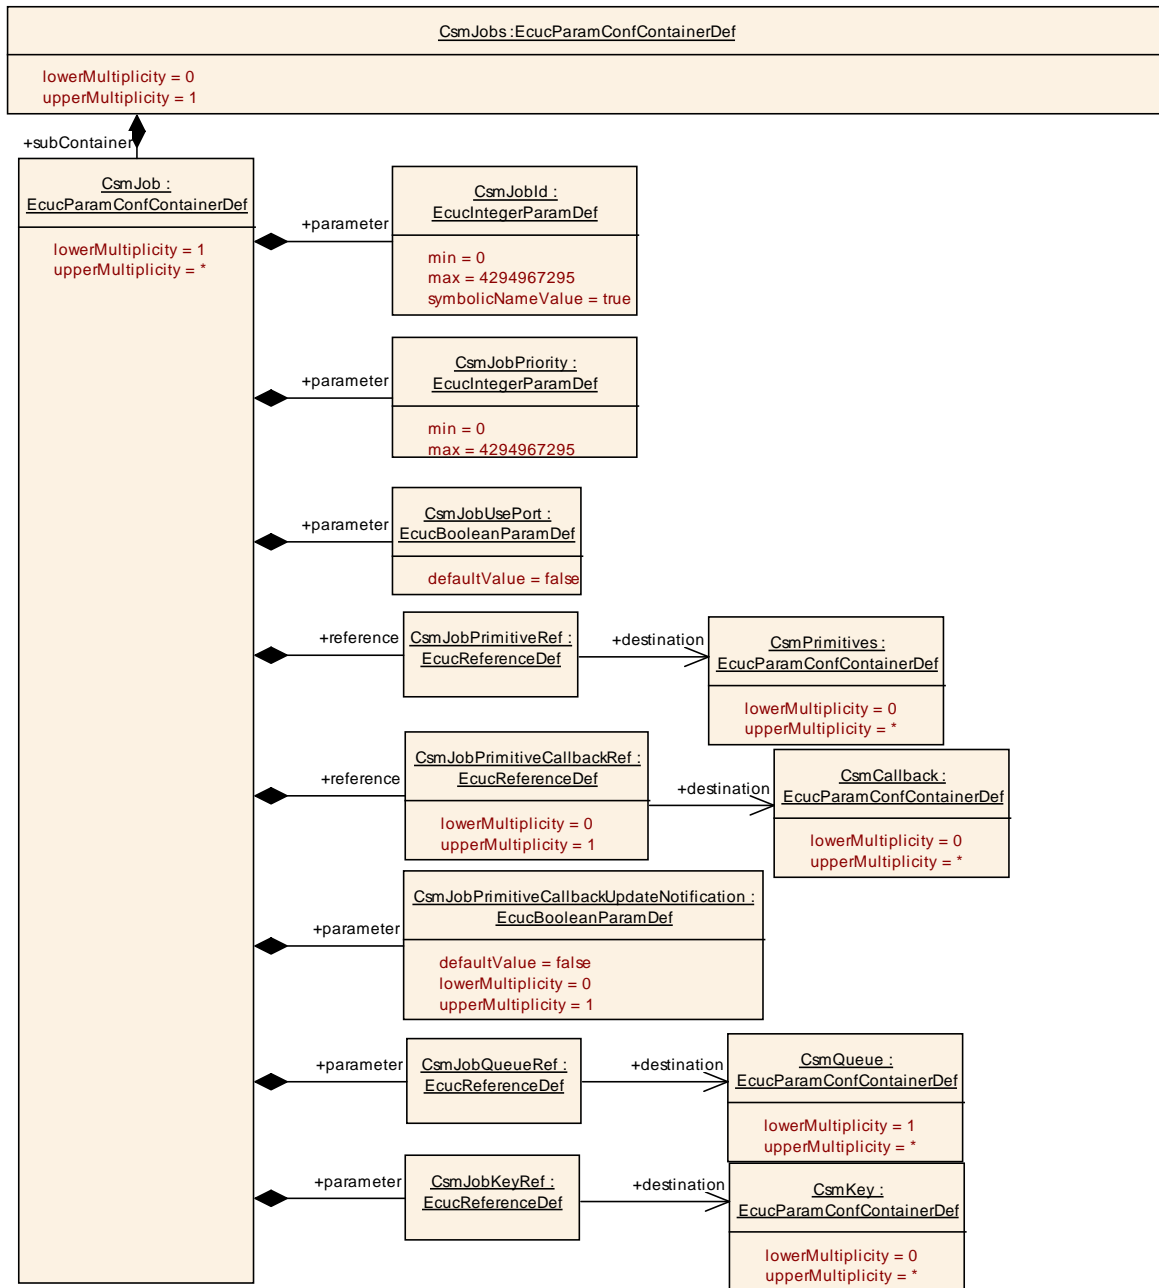 CsmJobs :EcucParamConfContainerDef
lowerMultiplicity = 0
upperMultiplicity = 1
+subContainer
CsmJob :
EcucParamConfContainerDef
lowerMultiplicity = 1
upperMultiplicity = *
+parameter
CsmJobId :
EcucIntegerParamDef
min = 0
max = 4294967295
symbolicNameValue = true
+parameter
CsmJobPriority :
EcucIntegerParamDef
min = 0
max = 4294967295
+parameter
CsmJobUsePort :
EcucBooleanParamDef
defaultValue = false
+reference
CsmJobPrimitiveRef :
EcucReferenceDef
+destination
CsmPrimitives :
EcucParamConfContainerDef
lowerMultiplicity = 0
upperMultiplicity = *
+reference
CsmJobPrimitiveCallbackRef :
EcucReferenceDef
lowerMultiplicity = 0
upperMultiplicity = 1
+destination
CsmCallback :
EcucParamConfContainerDef
lowerMultiplicity = 0
upperMultiplicity = *
+parameter
CsmJobPrimitiveCallbackUpdateNotification :
EcucBooleanParamDef
defaultValue = false
lowerMultiplicity = 0
upperMultiplicity = 1
+parameter
CsmJobQueueRef :
EcucReferenceDef
+destination
CsmQueue :
EcucParamConfContainerDef
lowerMultiplicity = 1
upperMultiplicity = *
+parameter
CsmJobKeyRef :
EcucReferenceDef
+destination
CsmKey :
EcucParamConfContainerDef
lowerMultiplicity = 0
upperMultiplicity = *